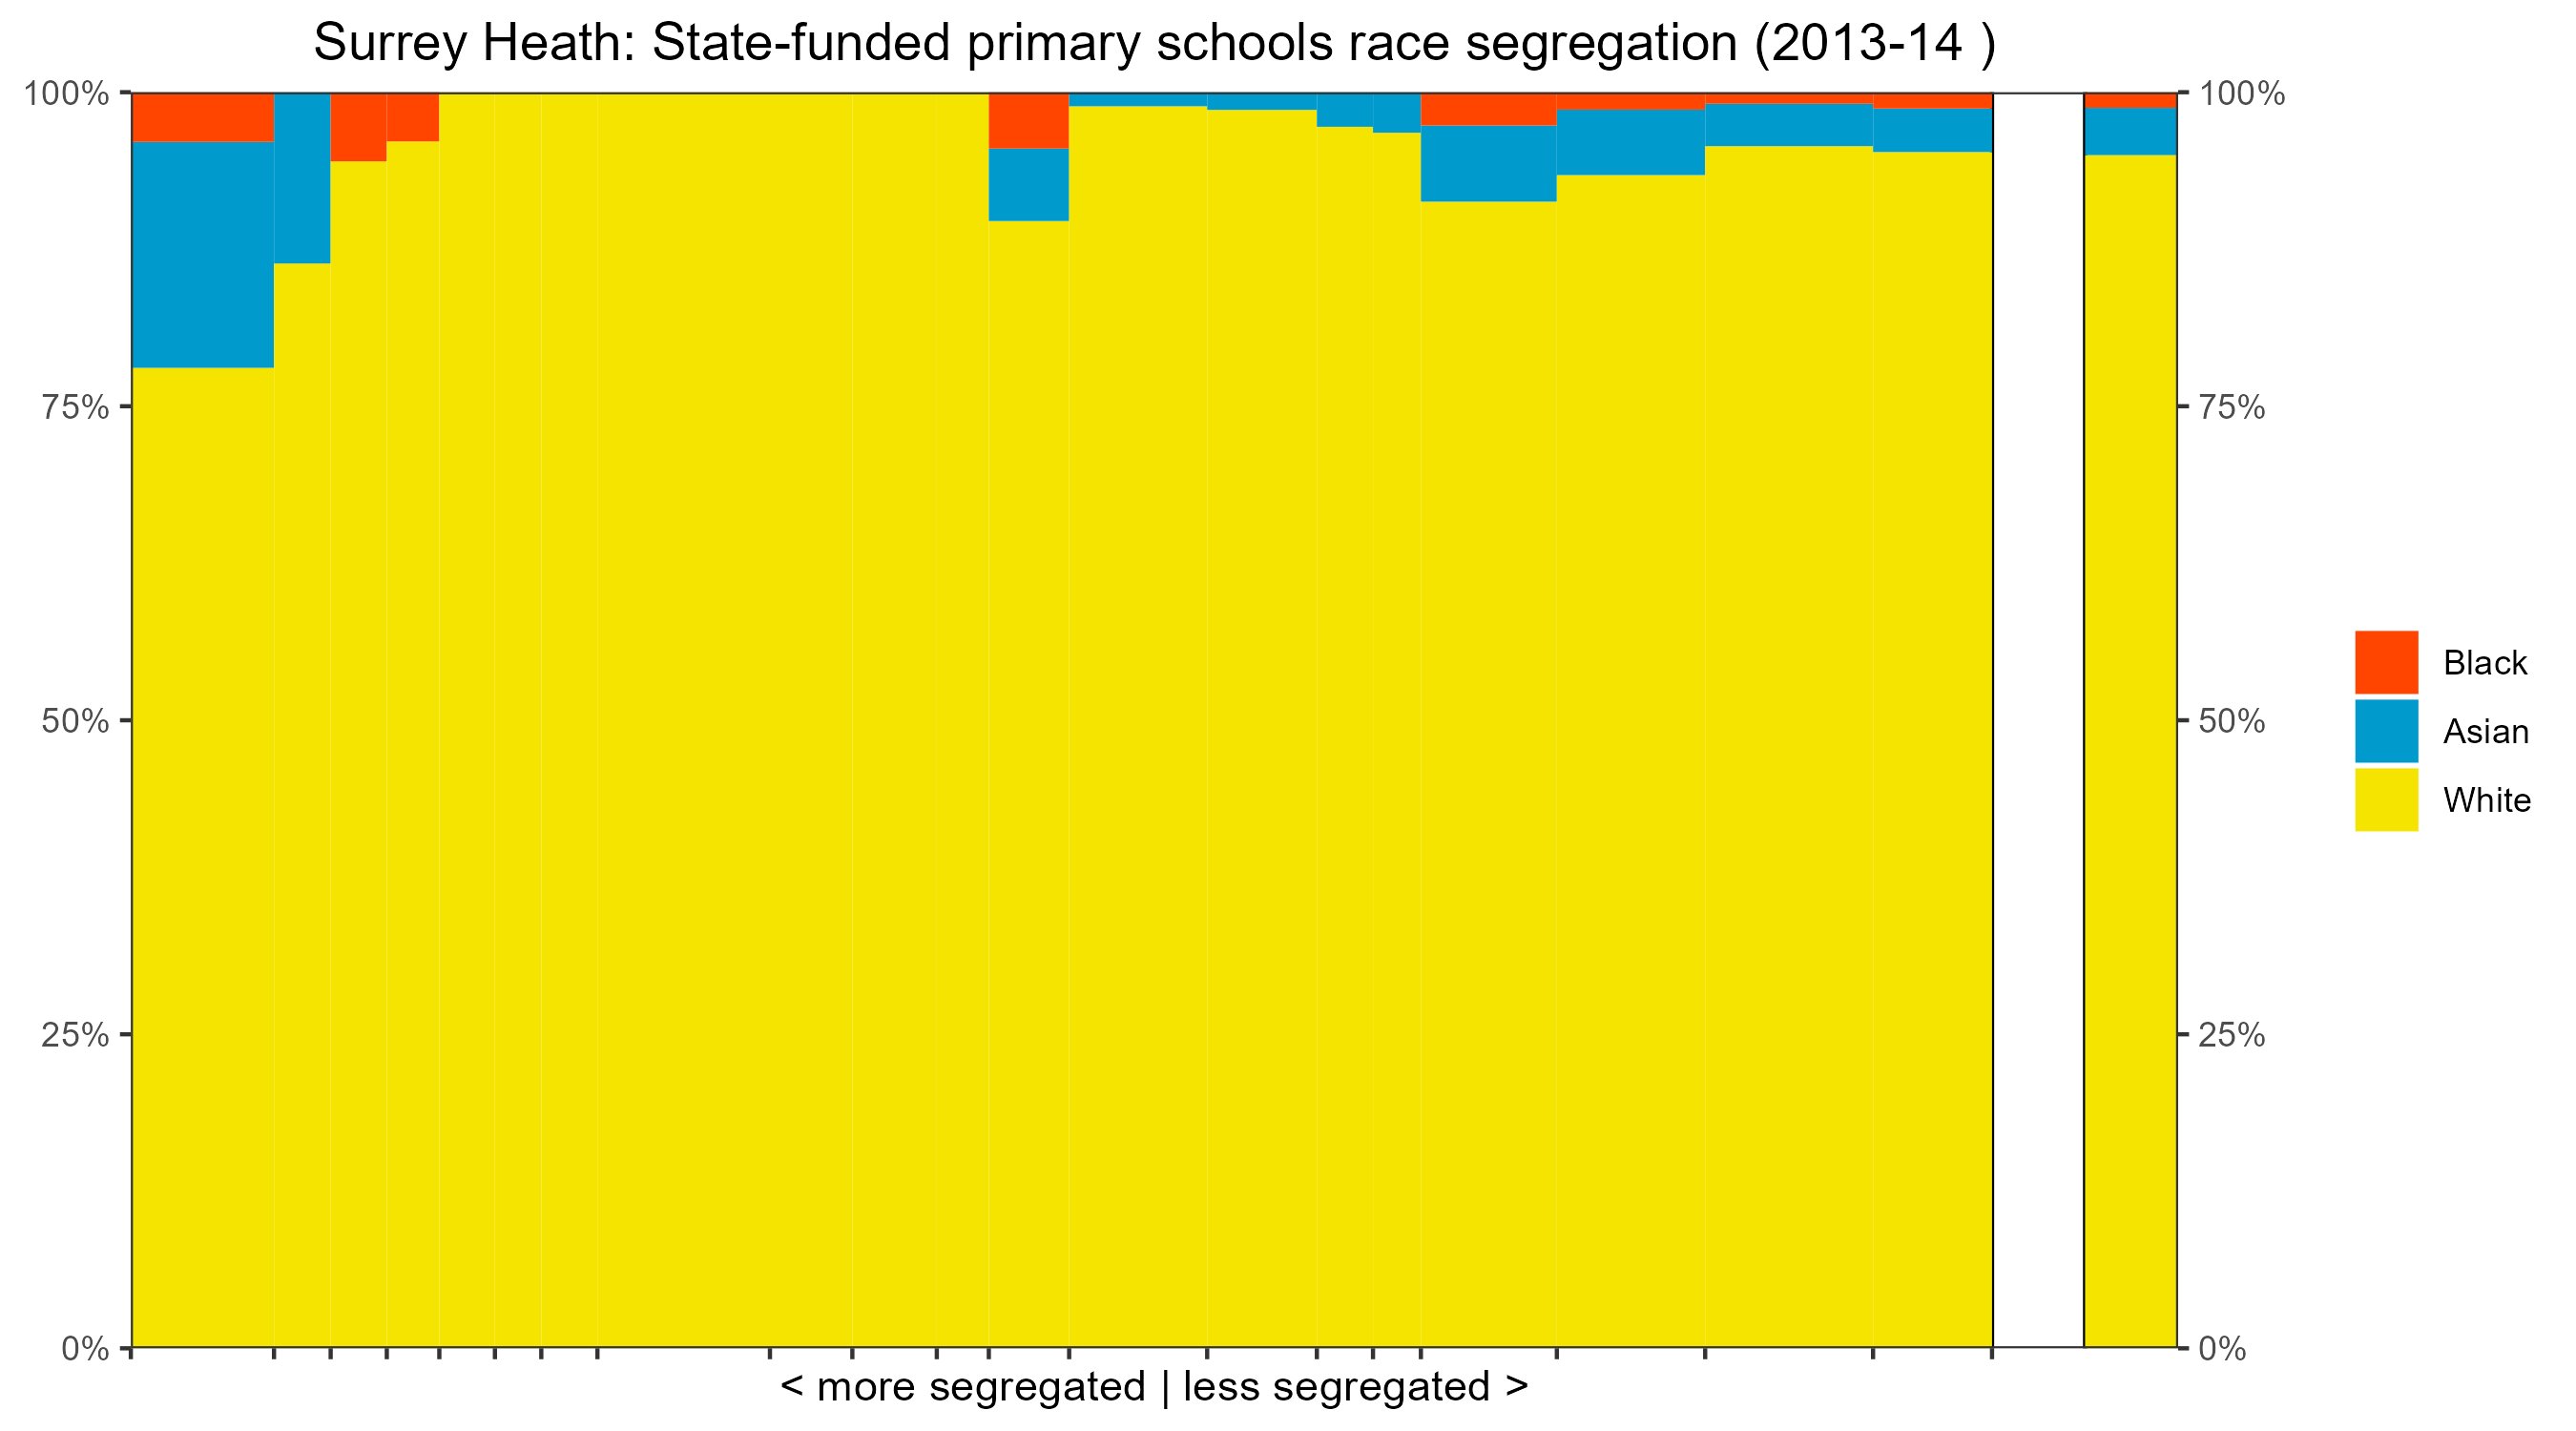 Surrey Heath: State-funded primary schools race segregation (2013-14 )
100%
75%
50%
25%
0%
100%
75%
50%
25%
0%
Black
Asian
White
< more segregated | less segregated >